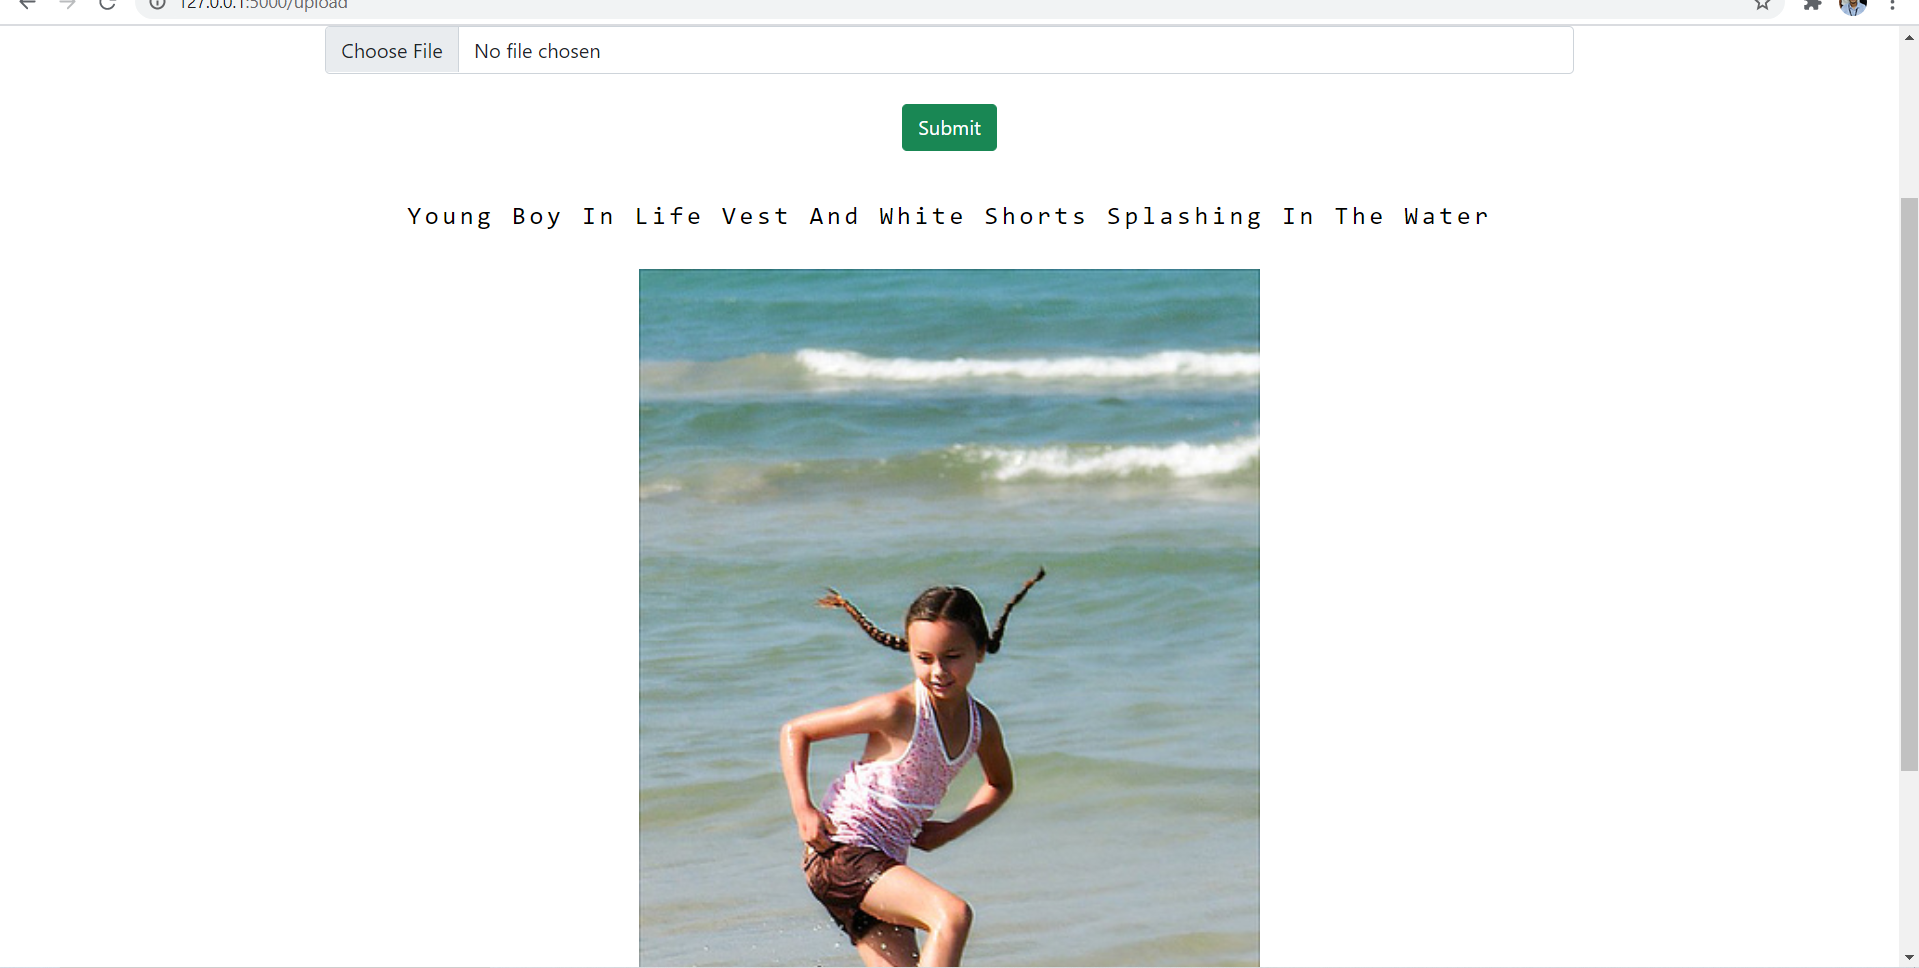 127.0.0.1:5000/upload
Choose File No file chosen
Submit
Young Boy In Life Vest And White Shorts Splashing In The Water